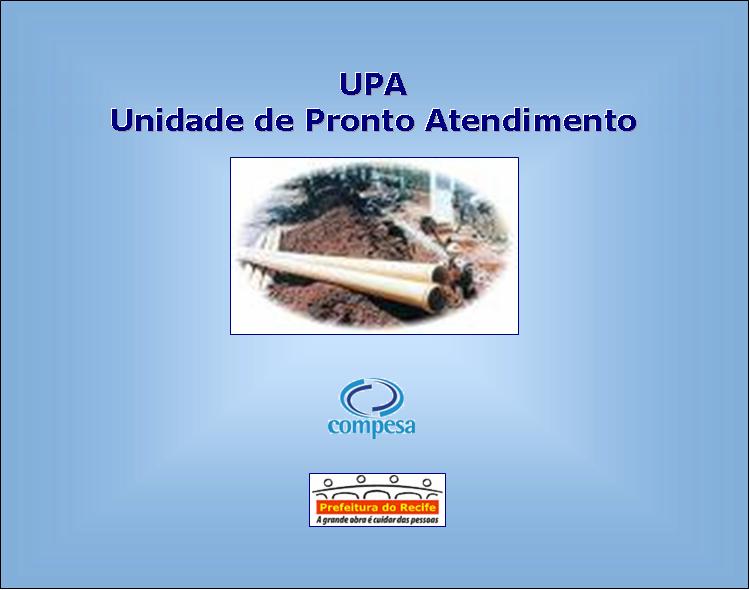 UPA
Unidade de Pronto Atendimento
compesa
Prefeitura do Recife
A grande obra é cuidar das pessoas